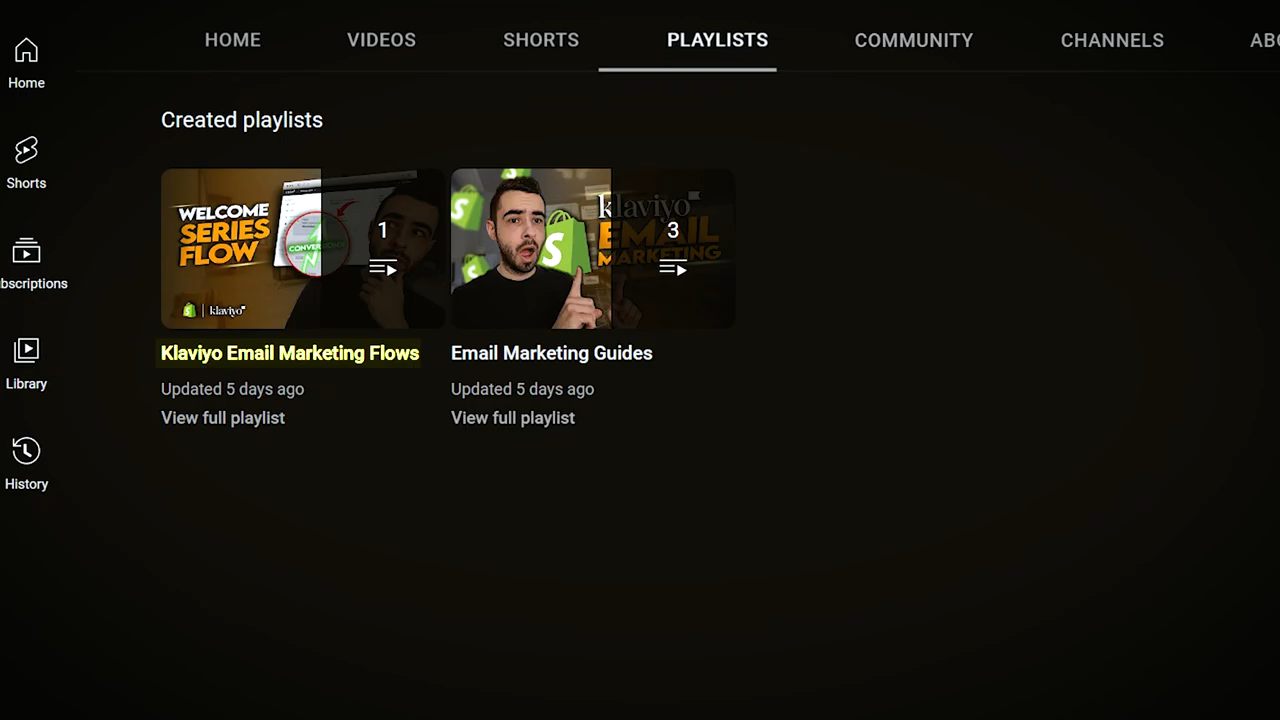 HOME VIDEOS SHORTS PLAYLISTS COMMUNITY CHANNELS ABO
Home
Shorts
bscriptions
Library
History
Created playlists
WELCOME
SERIES
FLOW
CONVERSIONS
klaviyo
1
klaviyo
EMAIL
MARKETING
3
Klaviyo Email Marketing Flows
Updated 5 days ago
View full playlist
Email Marketing Guides
Updated 5 days ago
View full playlist